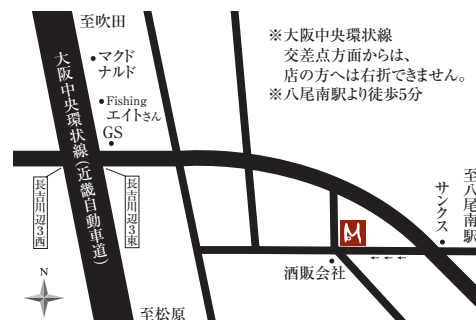 至吹田
※大阪中央環状線
交差点方面からは、
店の方へは右折できません。
※八尾南駅より徒歩5分
マクド
ナルド
Fishing
エイトさん
GS
大阪中央環状線(近畿自動車道)
長吉川辺3西
長吉川辺3東
至八尾南駅
サンクス
酒販会社
N
至松原